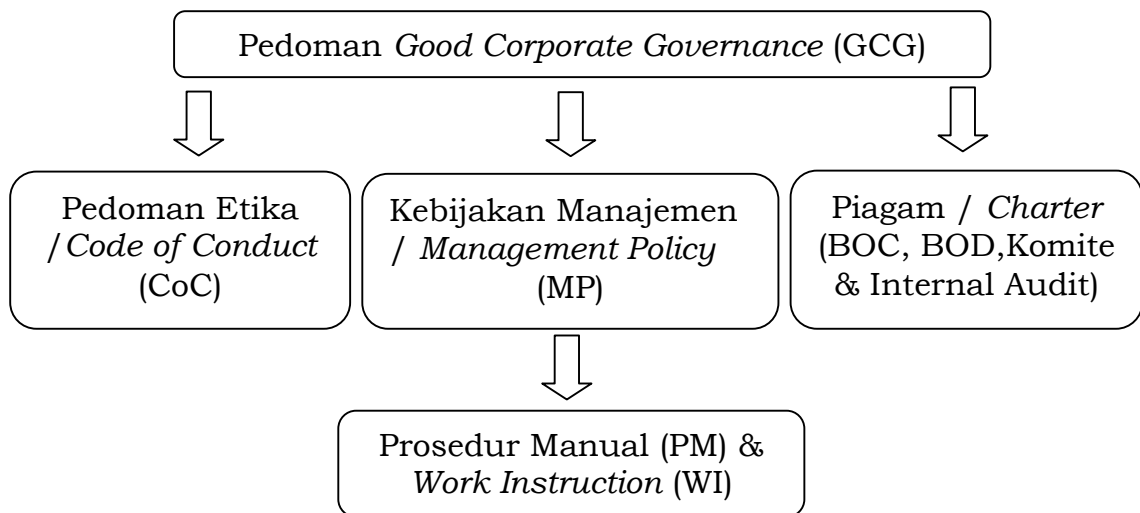 Pedoman Good Corporate Governance (GCG)
Pedoman Etika
/Code of Conduct
(CoC)
Kebijakan Manajemen
/ Management Policy
(MP)
Piagam / Charter
(BOC, BOD,Komite
& Internal Audit)
Prosedur Manual (PM) &
Work Instruction (WI)